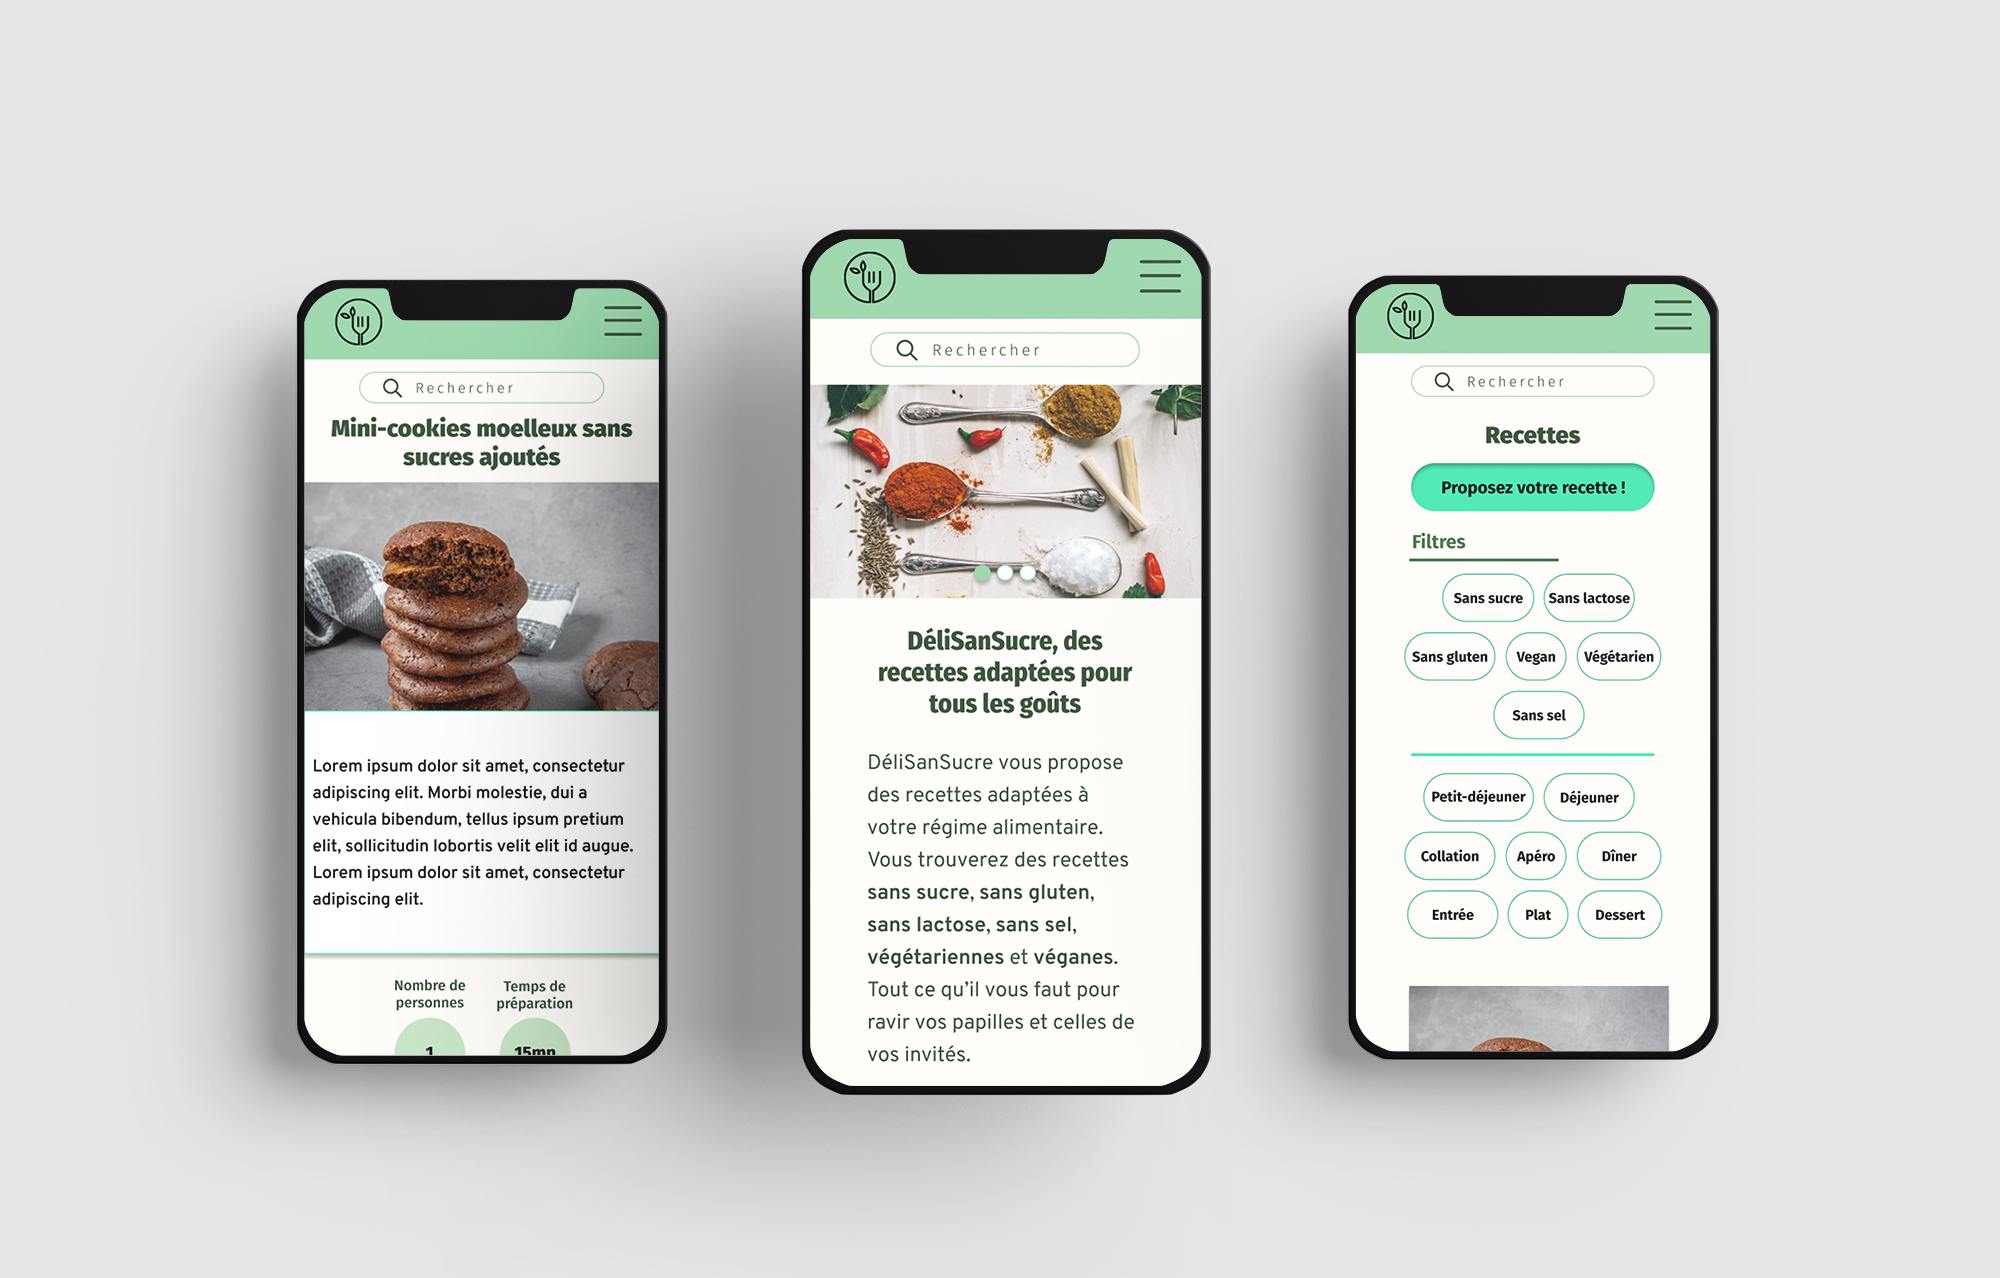 Rechercher
Mini-cookies moelleux sans
sucres ajoutés
Lorem ipsum dolor sit amet, consectetur
adipiscing elit. Morbi molestie, dui a
vehicula bibendum, tellus ipsum pretium
elit, sollicitudin lobortis velit elit id augue.
Lorem ipsum dolor sit amet, consectetur
adipiscing elit.
Nombre de
personnes
1
Temps de
préparation
15mn
Rechercher
DéliSanSucre, des
recettes adaptées pour
tous les goûts
DéliSanSucre vous propose
des recettes adaptées à
votre régime alimentaire.
Vous trouverez des recettes
sans sucre, sans gluten,
sans lactose, sans sel,
végétariennes et véganes.
Tout ce qu'il vous faut pour
ravir vos papilles et celles de
vos invités.
Rechercher
Recettes
Proposez votre recette !
Filtres
Sans sucre
Sans lactose
Sans gluten
Vegan
Végétarien
Sans sel
Petit-déjeuner
Déjeuner
Collation
Apéro
Dîner
Entrée
Plat
Dessert